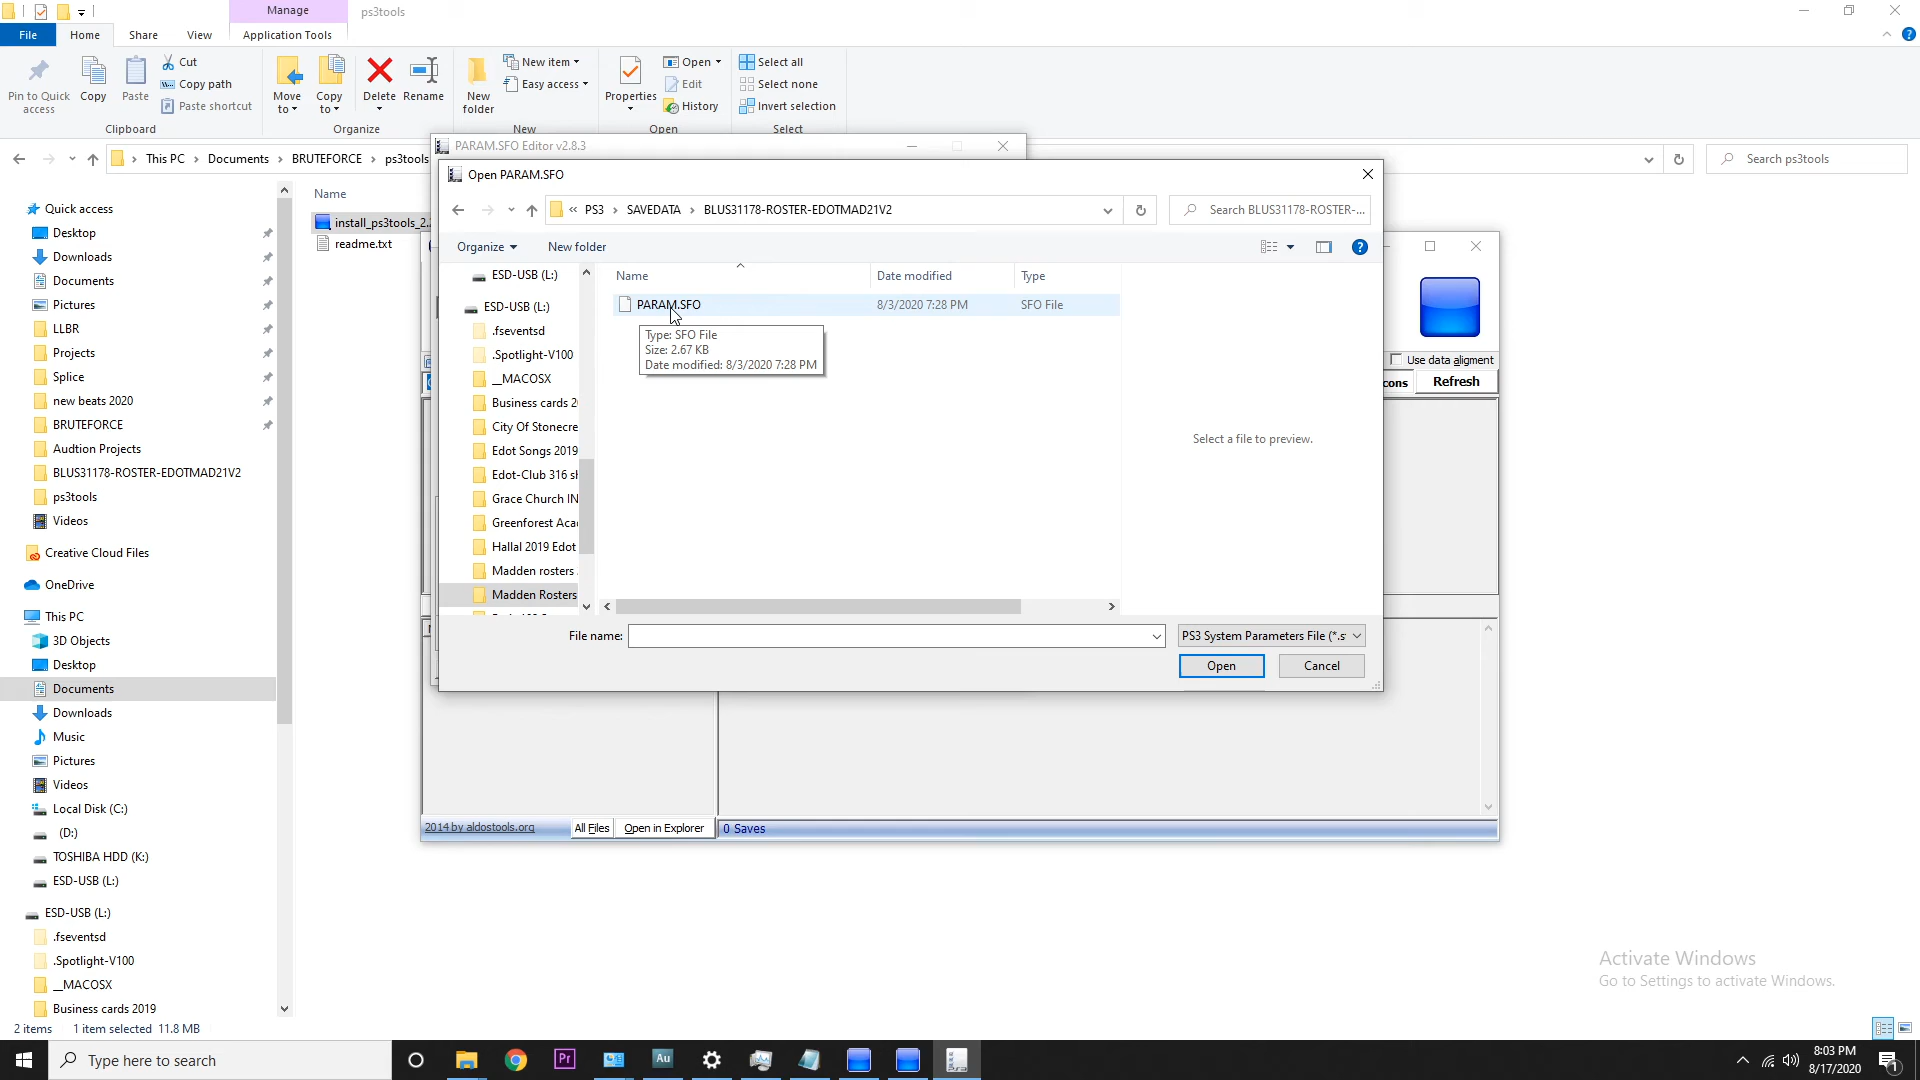 Manage
ps3tools
File
Home
Share
View
Application Tools
Pin to Quick access
Copy
Paste
Cut
Copy path
Paste shortcut
Move to
Copy to
Delete
Rename
New folder
New item
Easy access
Properties
Open
Edit
History
Select all
Select none
Invert selection
Clipboard
Organize
New
Open
Select
This PC
Documents
BRUTEFORCE
ps3tools
Search ps3tools
PARAM.SFO Editor v2.8.3
Open PARAM.SFO
« PS3 › SAVEDATA › BLUS31178-ROSTER-EDOTMAD21V2
Search BLUS31178-ROSTER-...
Organize
New folder
Name
Date modified
Type
PARAM.SFO
8/3/2020 7:28 PM
SFO File
Type: SFO File
Size: 2.67 KB
Date modified: 8/3/2020 7:28 PM
Select a file to preview.
ESD-USB (L:)
ESD-USB (L:)
.fseventsd
.Spotlight-V100
__MACOSX
Business cards 2
City Of Stonecre
Edot Songs 2019
Edot-Club 316 sh
Grace Church IN
Greenforest Aca
Hallal 2019 Edot
Madden rosters
Madden Rosters
File name:
PS3 System Parameters File (*.s
Open
Cancel
Name
install_ps3tools_2.
readme.txt
Quick access
Desktop
Downloads
Documents
Pictures
LLBR
Projects
Splice
new beats 2020
BRUTEFORCE
Audtion Projects
BLUS31178-ROSTER-EDOTMAD21V2
ps3tools
Videos
Creative Cloud Files
OneDrive
This PC
3D Objects
Desktop
Documents
Downloads
Music
Pictures
Videos
Local Disk (C:)
(D:)
TOSHIBA HDD (K:)
ESD-USB (L:)
ESD-USB (L:)
.fseventsd
.Spotlight-V100
__MACOSX
Business cards 2019
Use data aligment
cons
Refresh
2014 by aldostools.org
All Files
Open in Explorer
0 Saves
Activate Windows
Go to Settings to activate Windows.
2 items
1 item selected 11.8 MB
Type here to search
Pr
Au
8:03 PM
8/17/2020
1